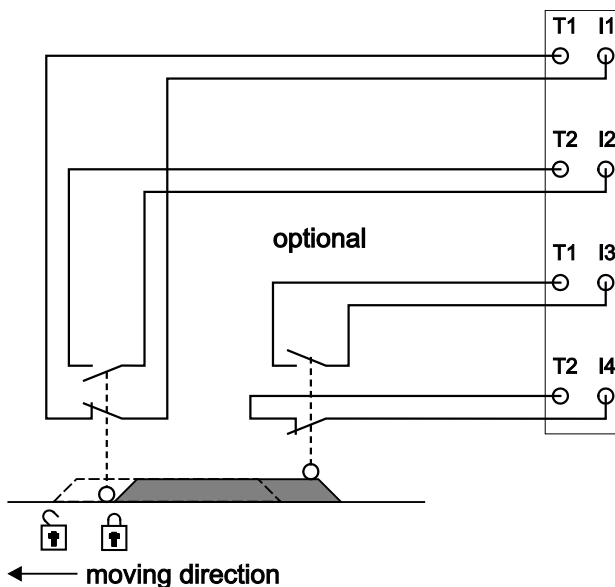 T1 I1
T2 I2
optional
T1 I3
T2 I4
moving direction